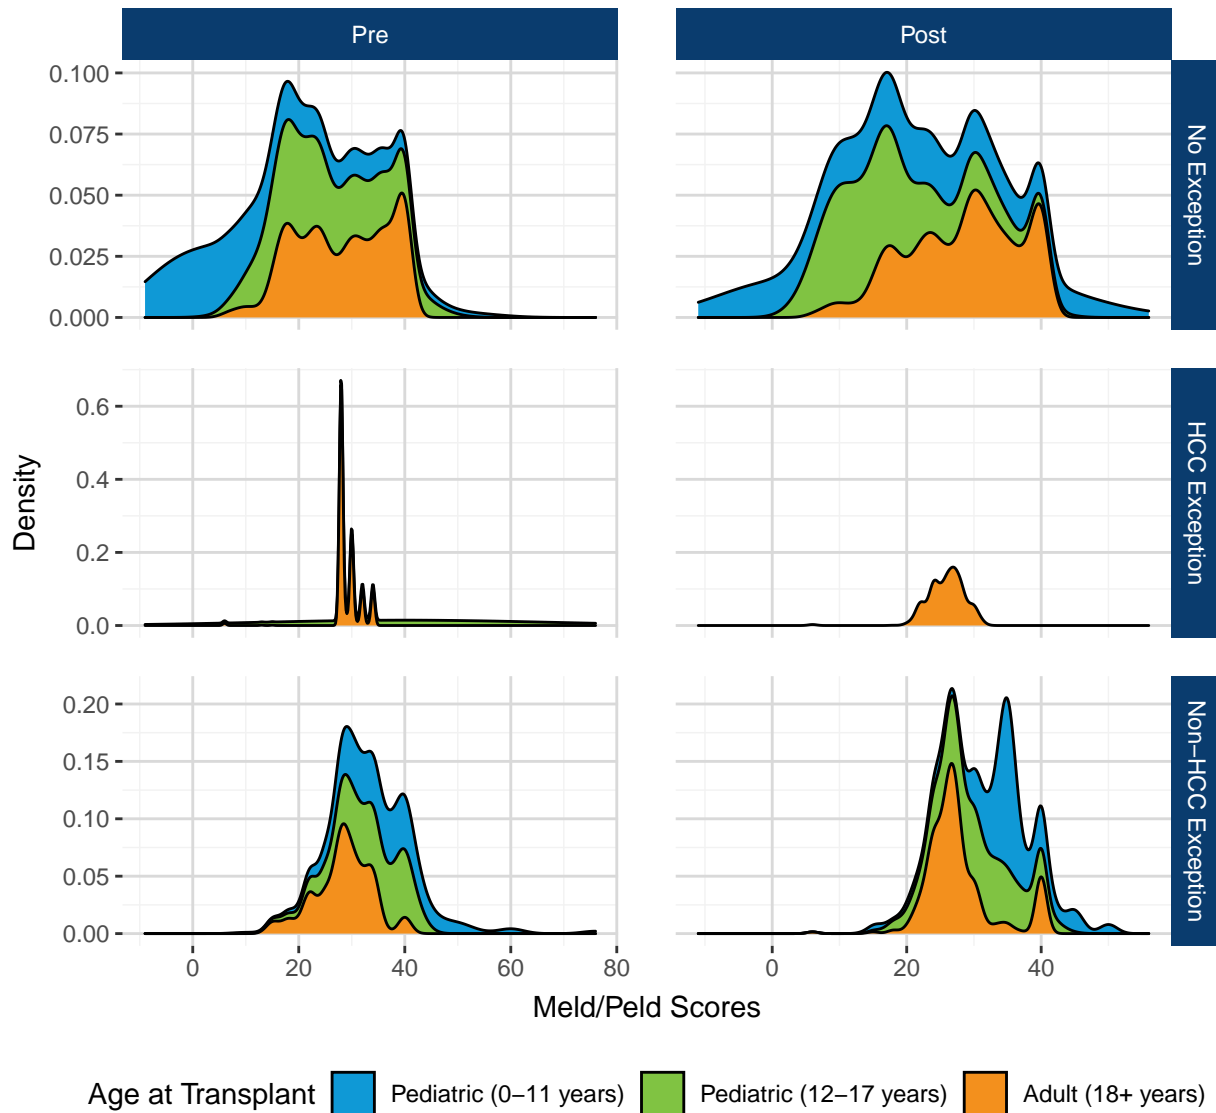 Pre
Post
0.100
0.075
0.050
0.025
0.000
No Exception
0.6
0.4
0.2
0.0
HCC Exception
0.20
0.15
0.10
0.05
0.00
Non−HCC Exception
Density
0 20 40 60 80
0 20 40
Meld/Peld Scores
Age at Transplant Pediatric (0−11 years) Pediatric (12−17 years) Adult (18+ years)